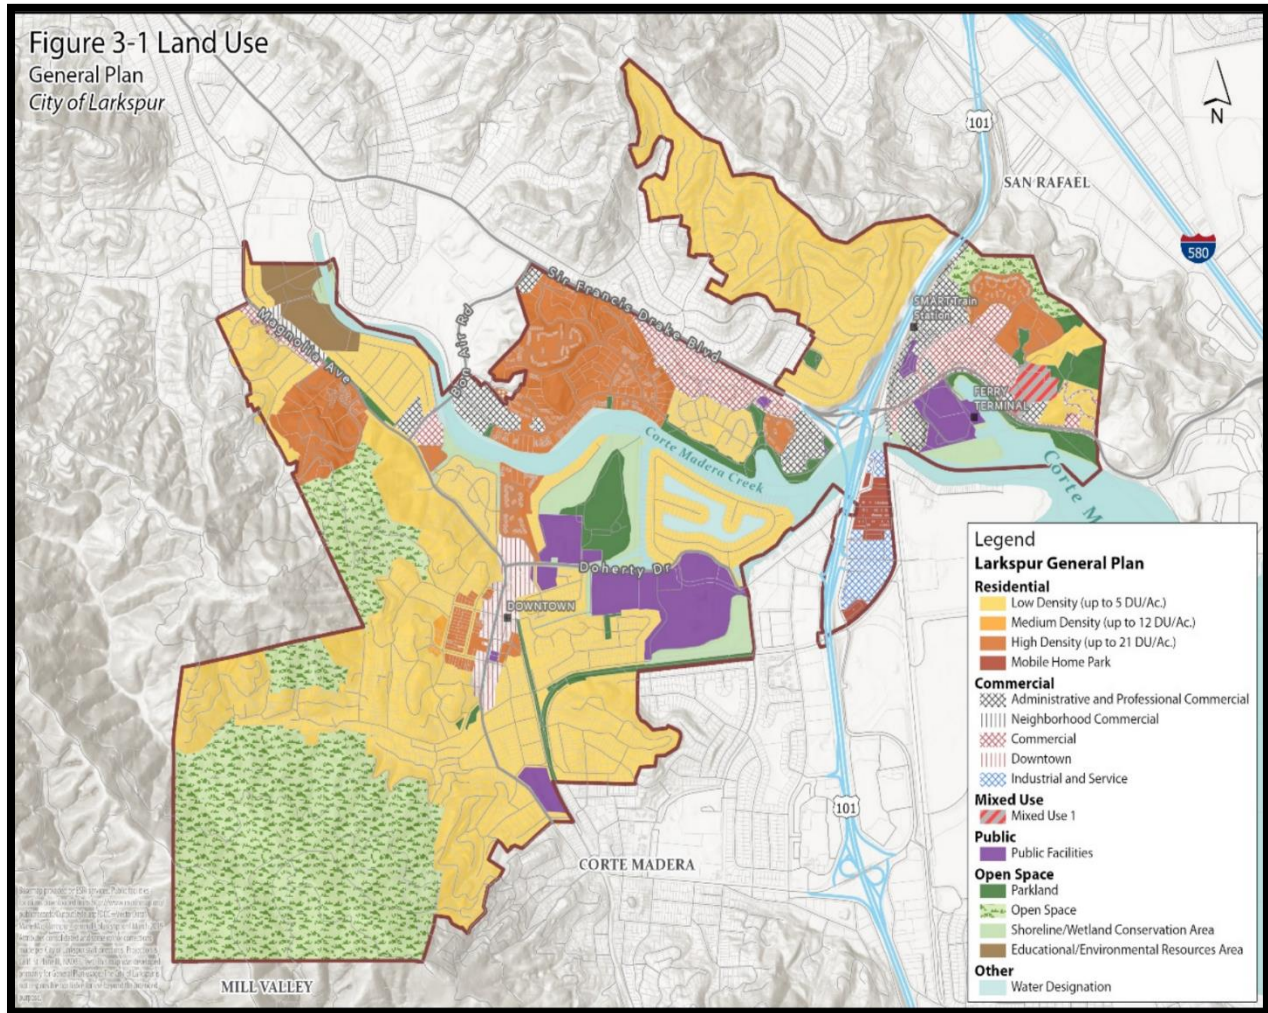 Figure 3-1 Land Use
General Plan
City of Larkspur
101
N
SAN RAFAEL
580
Sir Francis Drake Blvd
SMART Train
Station
Bon Air Rd
Magnolia Ave
FERRY
TERMINAL
Corte Madera Creek
Corte M
Doherty Dr
DOWNTOWN
101
CORTE MADERA
MILL VALLEY
Legend
Larkspur General Plan
Residential
Low Density (up to 5 DU/Ac.)
Medium Density (up to 12 DU/Ac.)
High Density (up to 21 DU/Ac.)
Mobile Home Park
Commercial
Administrative and Professional Commercial
Neighborhood Commercial
Commercial
Downtown
Industrial and Service
Mixed Use
Mixed Use 1
Public
Public Facilities
Open Space
Parkland
Open Space
Shoreline/Wetland Conservation Area
Educational/Environmental Resources Area
Other
Water Designation